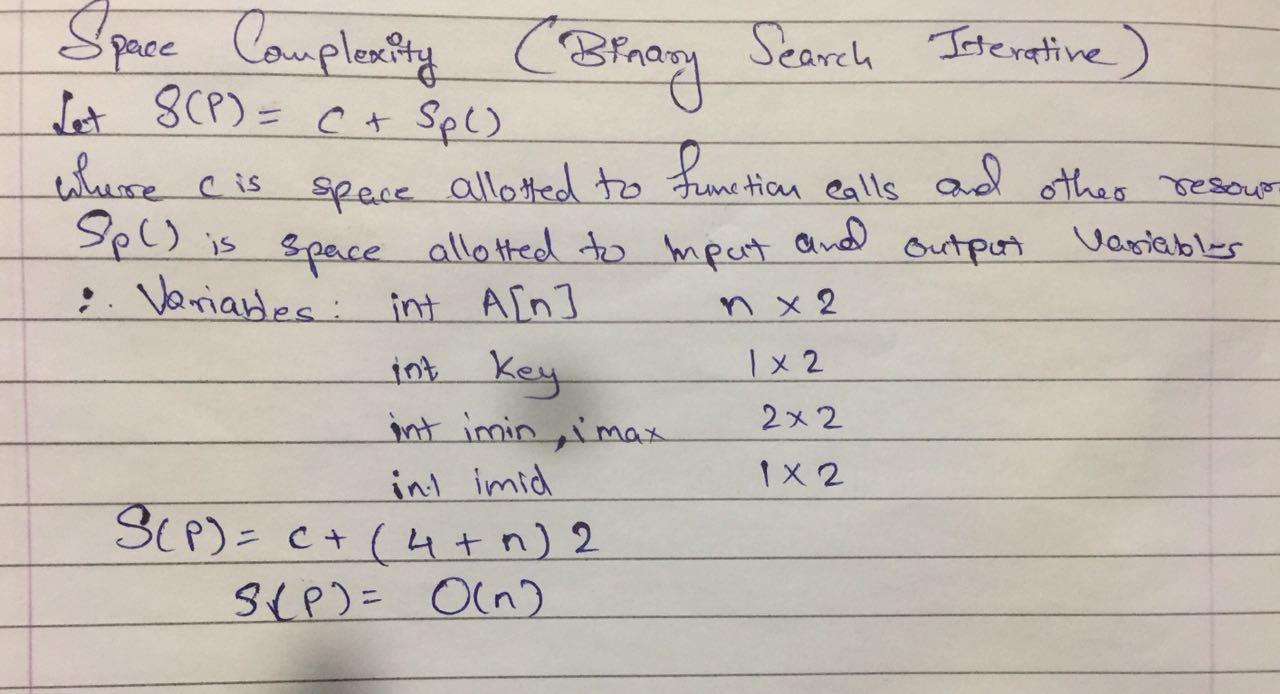 Space Complexity (Binary Search Iterative)
Let S(P) = C + Sp()
where c is space allotted to function calls and other resour
Sp() is space allotted to input and output Variables
∴ Variables: int A[n] n x 2
int Key 1 x 2
int imin, imax 2 x 2
int imid 1 x 2
S(P) = c + (4 + n) 2
S(P) = O(n)